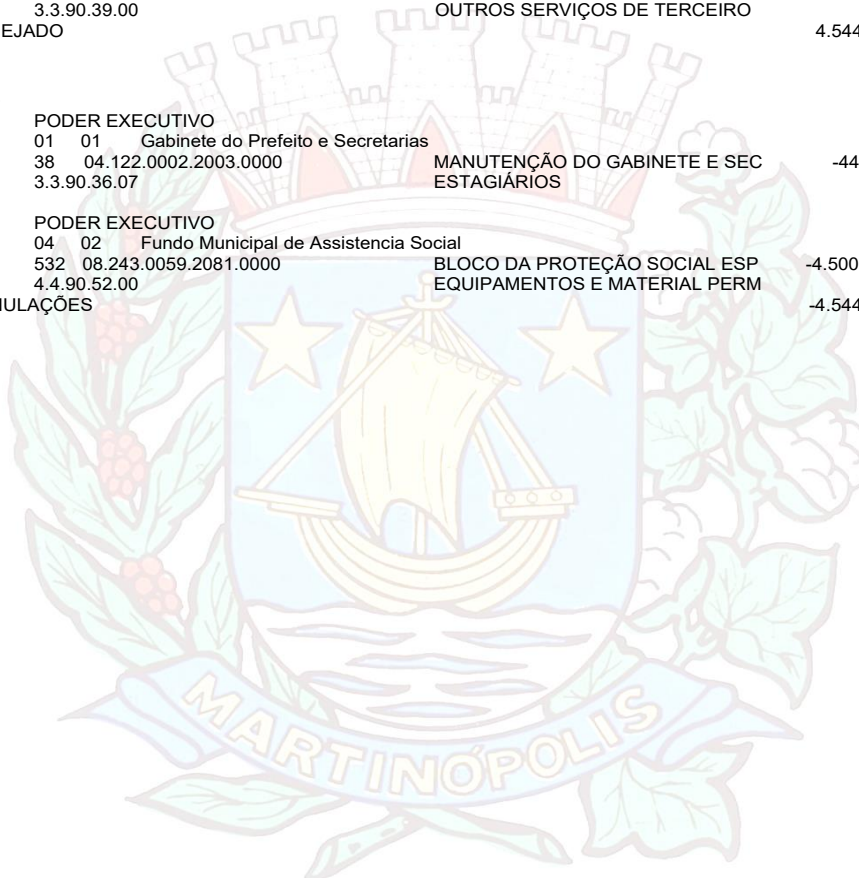 3.3.90.39.00 OUTROS SERVIÇOS DE TERCEIRO
EJADO 4.544
PODER EXECUTIVO
01 01 Gabinete do Prefeito e Secretarias
38 04.122.0002.2003.0000 MANUTENÇÃO DO GABINETE E SEC -44
3.3.90.36.07 ESTAGIÁRIOS
PODER EXECUTIVO
04 02 Fundo Municipal de Assistencia Social
532 08.243.0059.2081.0000 BLOCO DA PROTEÇÃO SOCIAL ESP -4.500
4.4.90.52.00 EQUIPAMENTOS E MATERIAL PERM
ULAÇÕES -4.544
MARTINÓPOLIS